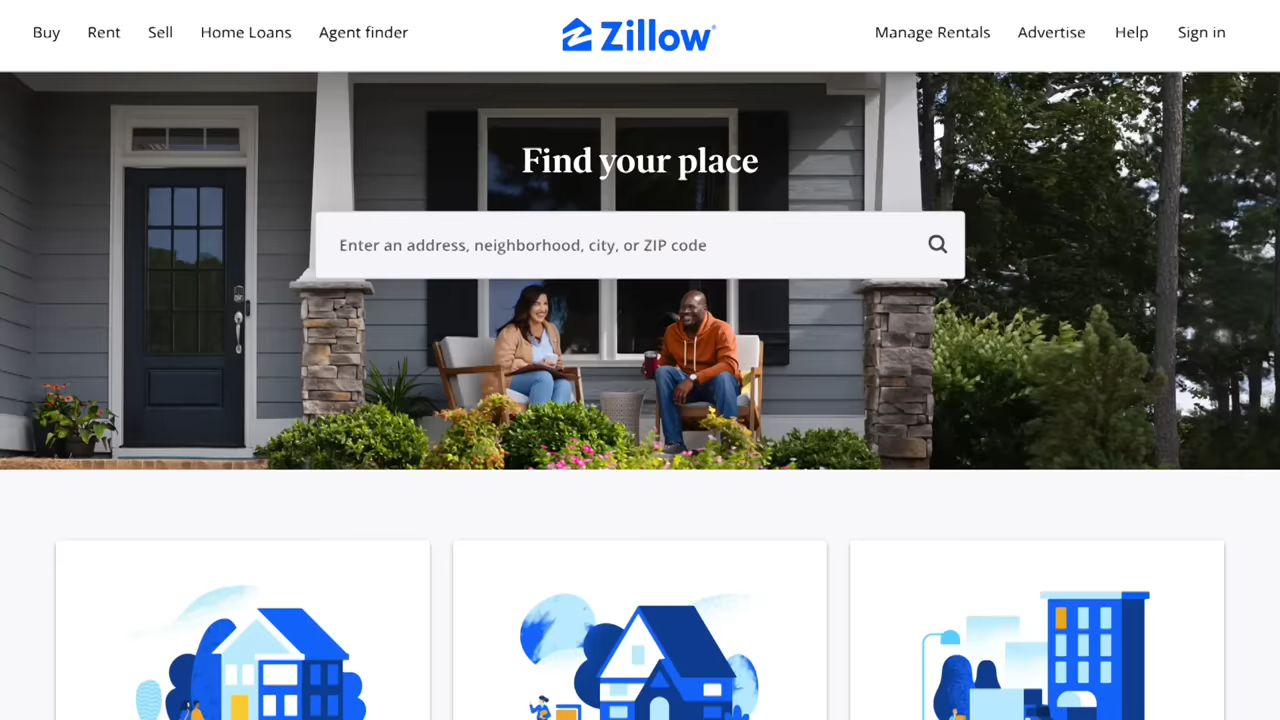 Buy Rent Sell Home Loans Agent finder Zillow® Manage Rentals Advertise Help Sign in
Find your place
Enter an address, neighborhood, city, or ZIP code